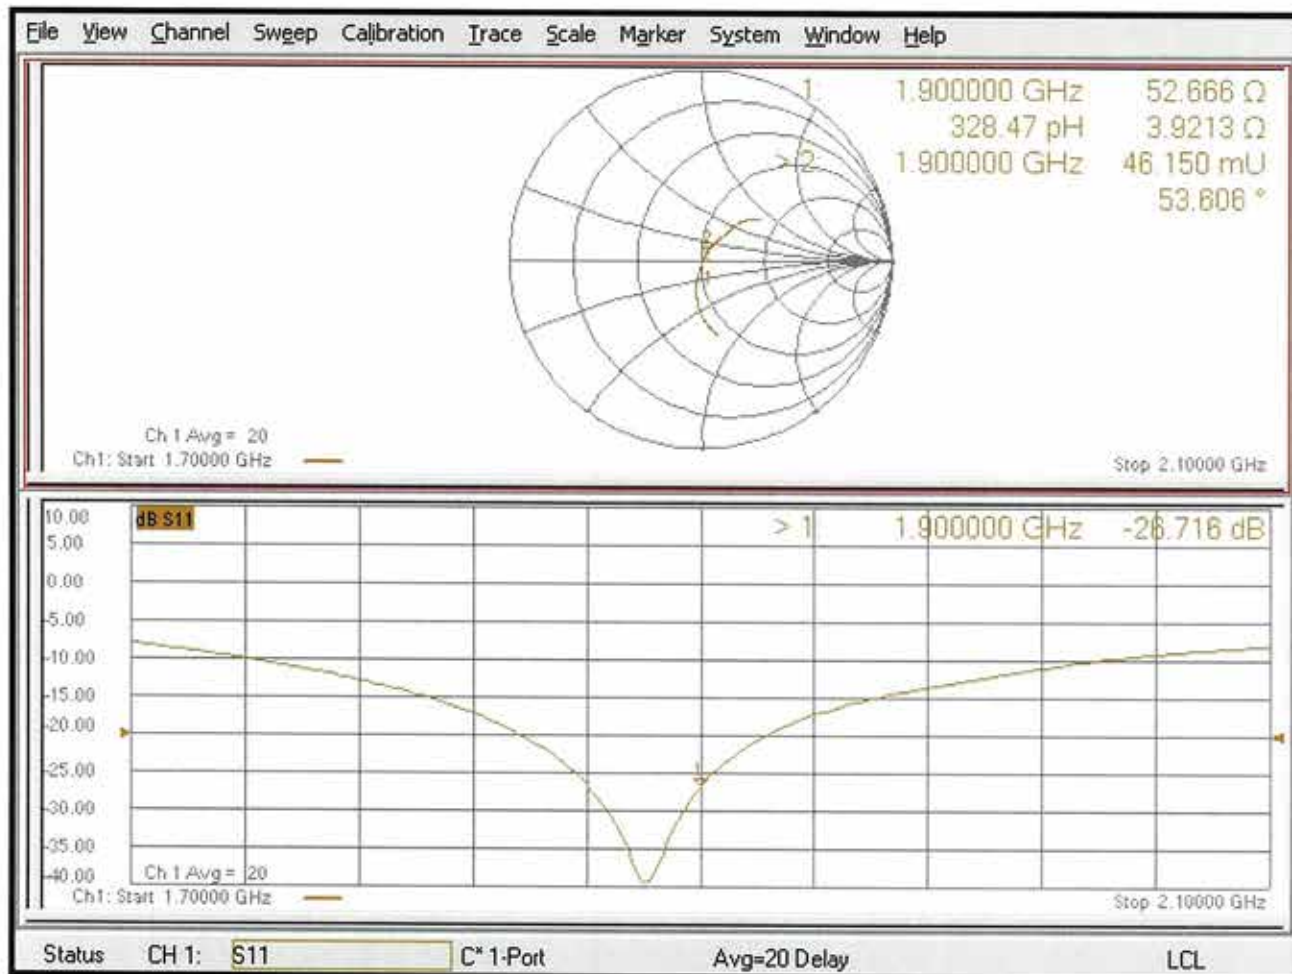 File View Channel Sweep Calibration Trace Scale Marker System Window Help
1 1.900000 GHz 52.666 Ω
328.47 pH 3.9213 Ω
> 2 1.900000 GHz 46.150 mU
53.606 °
Ch 1 Avg = 20
Ch1: Start 1.70000 GHz
Stop 2.10000 GHz
10.00
dB S11
> 1 1.900000 GHz -26.716 dB
5.00
0.00
-5.00
-10.00
-15.00
-20.00
-25.00
-30.00
-35.00
-40.00
Ch 1 Avg = 20
Ch1: Start 1.70000 GHz
Stop 2.10000 GHz
Status CH 1: S11 C* 1-Port Avg=20 Delay LCL